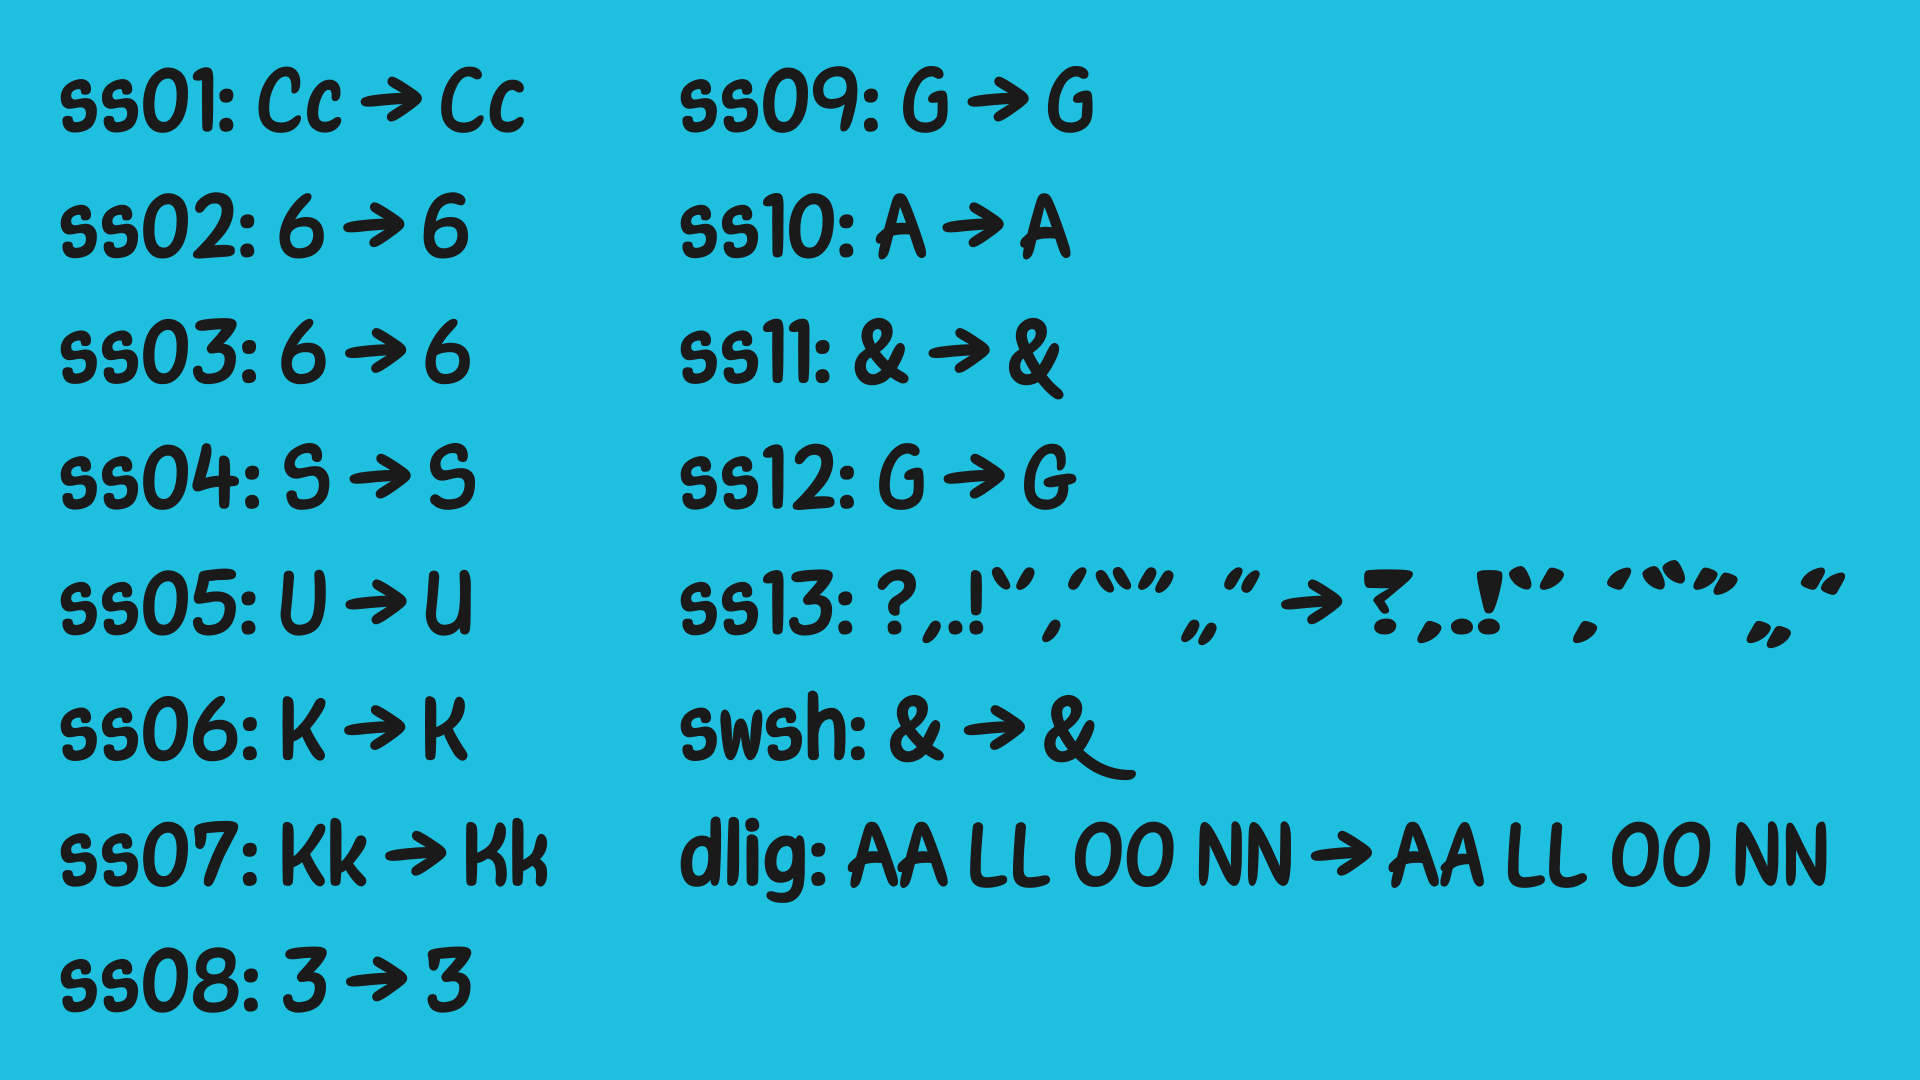 ss01: Cc → Cc
ss02: 6 → 6
ss03: 6 → 6
ss04: S → S
ss05: U → U
ss06: K → K
ss07: Kk → Kk
ss08: 3 → 3
ss09: G → G
ss10: A → A
ss11: & → &
ss12: G → G
ss13: ?,.!‘’‚‛“”„‟ → ?,.!‘’‚‛“”„‟
swsh: & → &
dlig: AA LL OO NN → AA LL OO NN